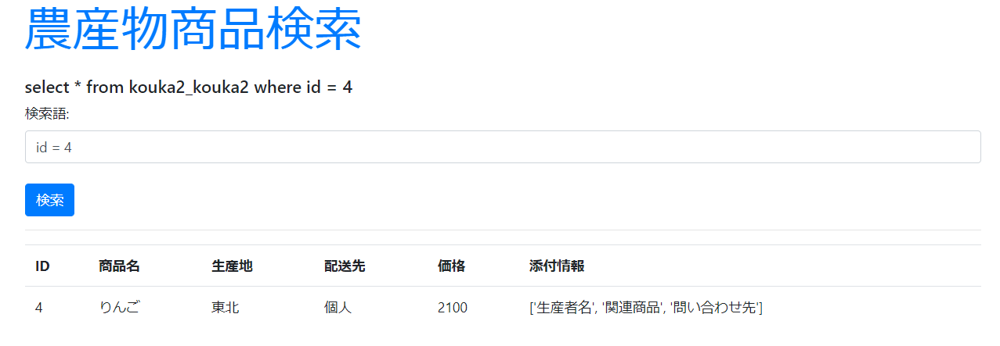 農産物商品検索
select * from kouka2_kouka2 where id = 4
検索語:
id = 4
検索
ID 商品名 生産地 配送先 価格 添付情報
4 りんご 東北 個人 2100 ['生産者名', '関連商品', '問い合わせ先']